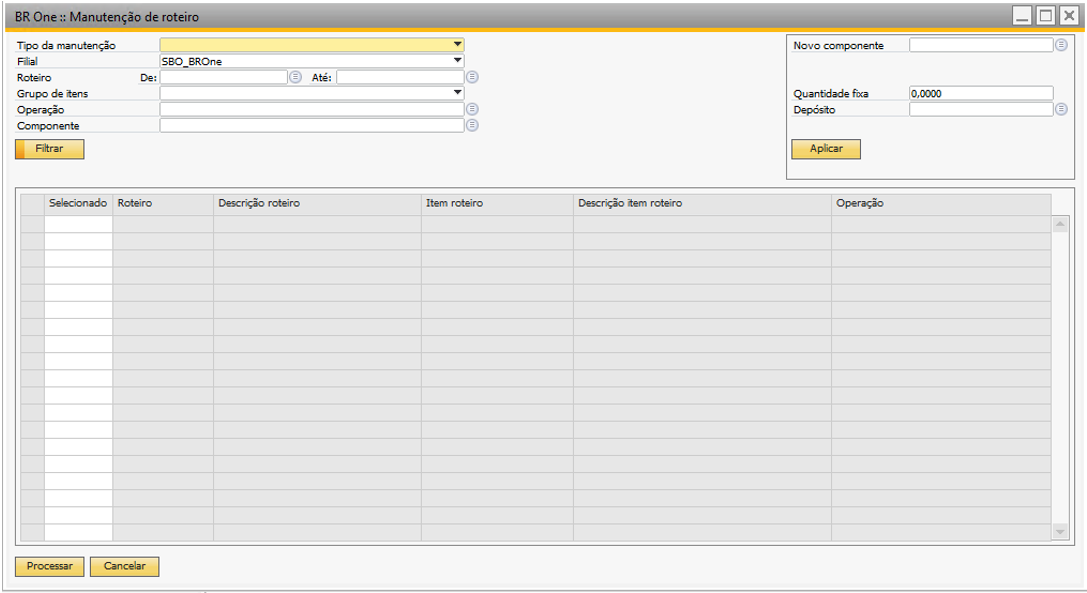 BR One :: Manutenção de roteiro
Tipo da manutenção
Filial SBO_BROne
Roteiro De: Até:
Grupo de itens
Operação
Componente
Filtrar
Novo componente
Quantidade fixa 0,0000
Depósito
Aplicar
Selecionado Roteiro Descrição roteiro Item roteiro Descrição item roteiro Operação
Processar Cancelar